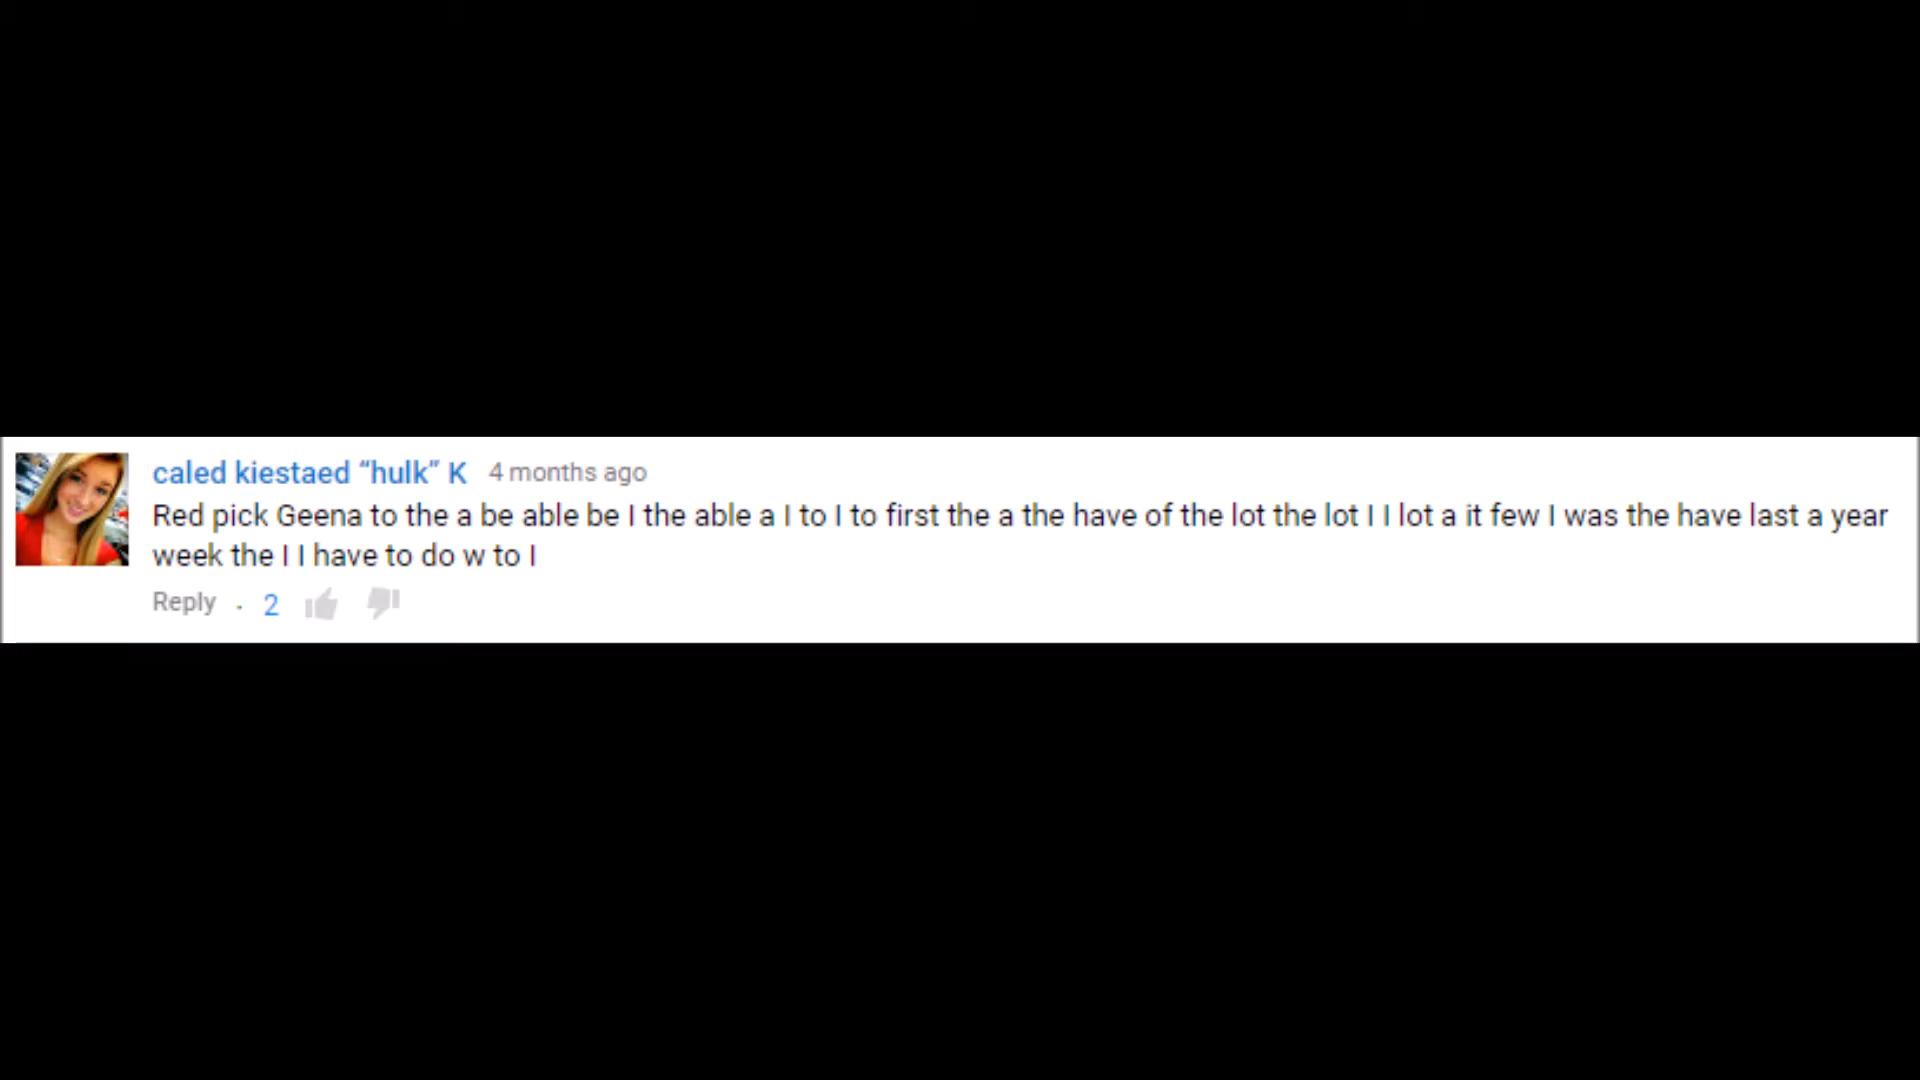 caled kiestaed “hulk” K 4 months ago
Red pick Geena to the a be able be I the able a I to I to first the a the have of the lot the lot I I lot a it few I was the have last a year
week the I I have to do w to I
Reply . 2